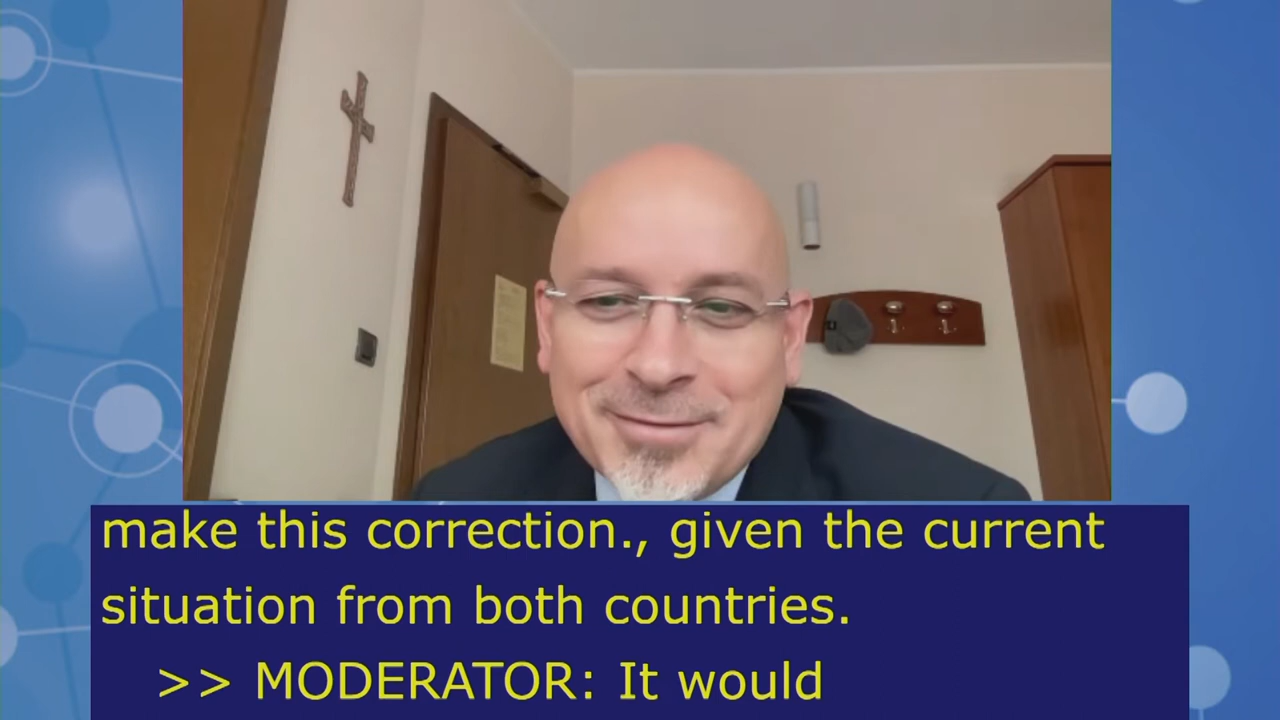 make this correction., given the current
situation from both countries.
>> MODERATOR: It would